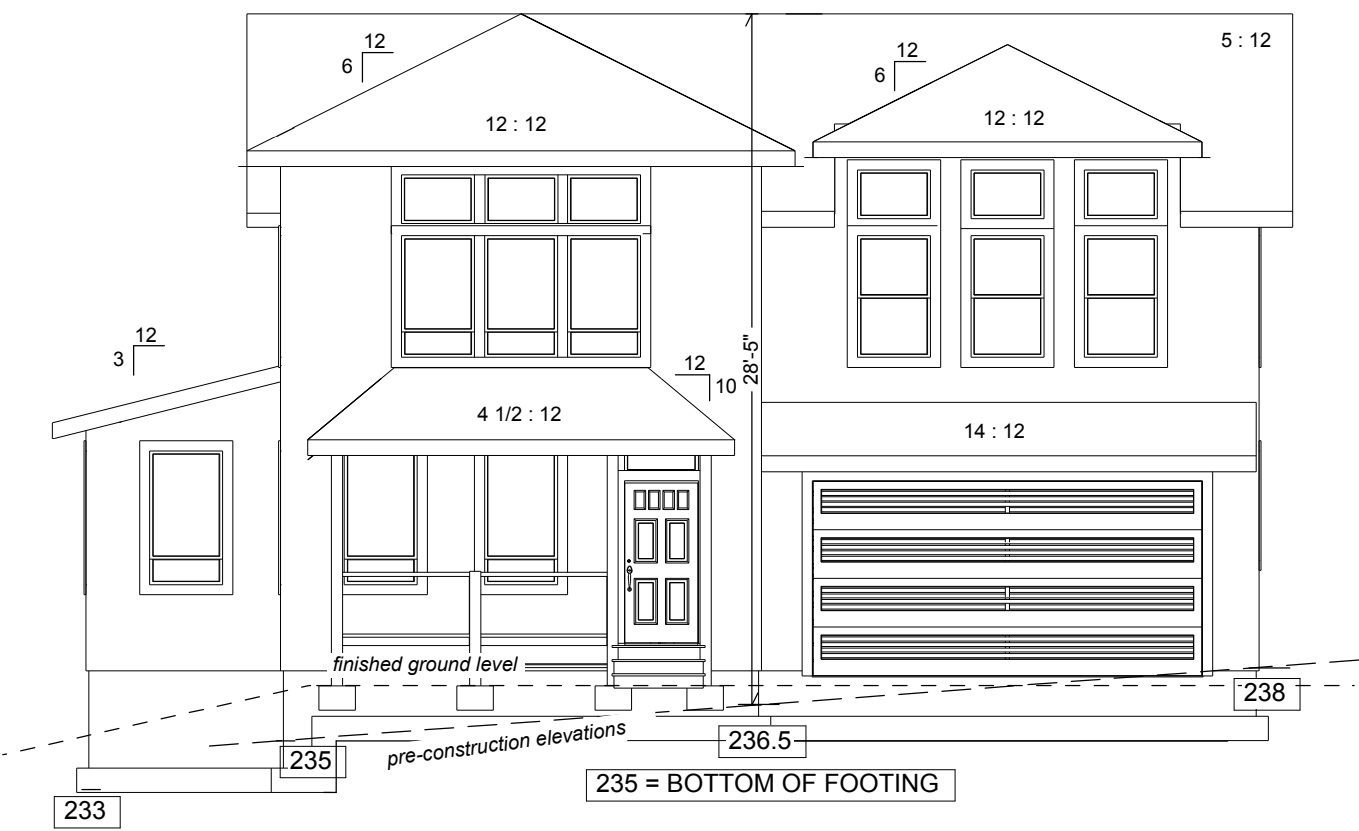 12
6
12 : 12
12
6
12 : 12
5 : 12
12
3
12
10
28'-5"
4 1/2 : 12
14 : 12
finished ground level
238
pre-construction elevations
236.5
235
235 = BOTTOM OF FOOTING
233